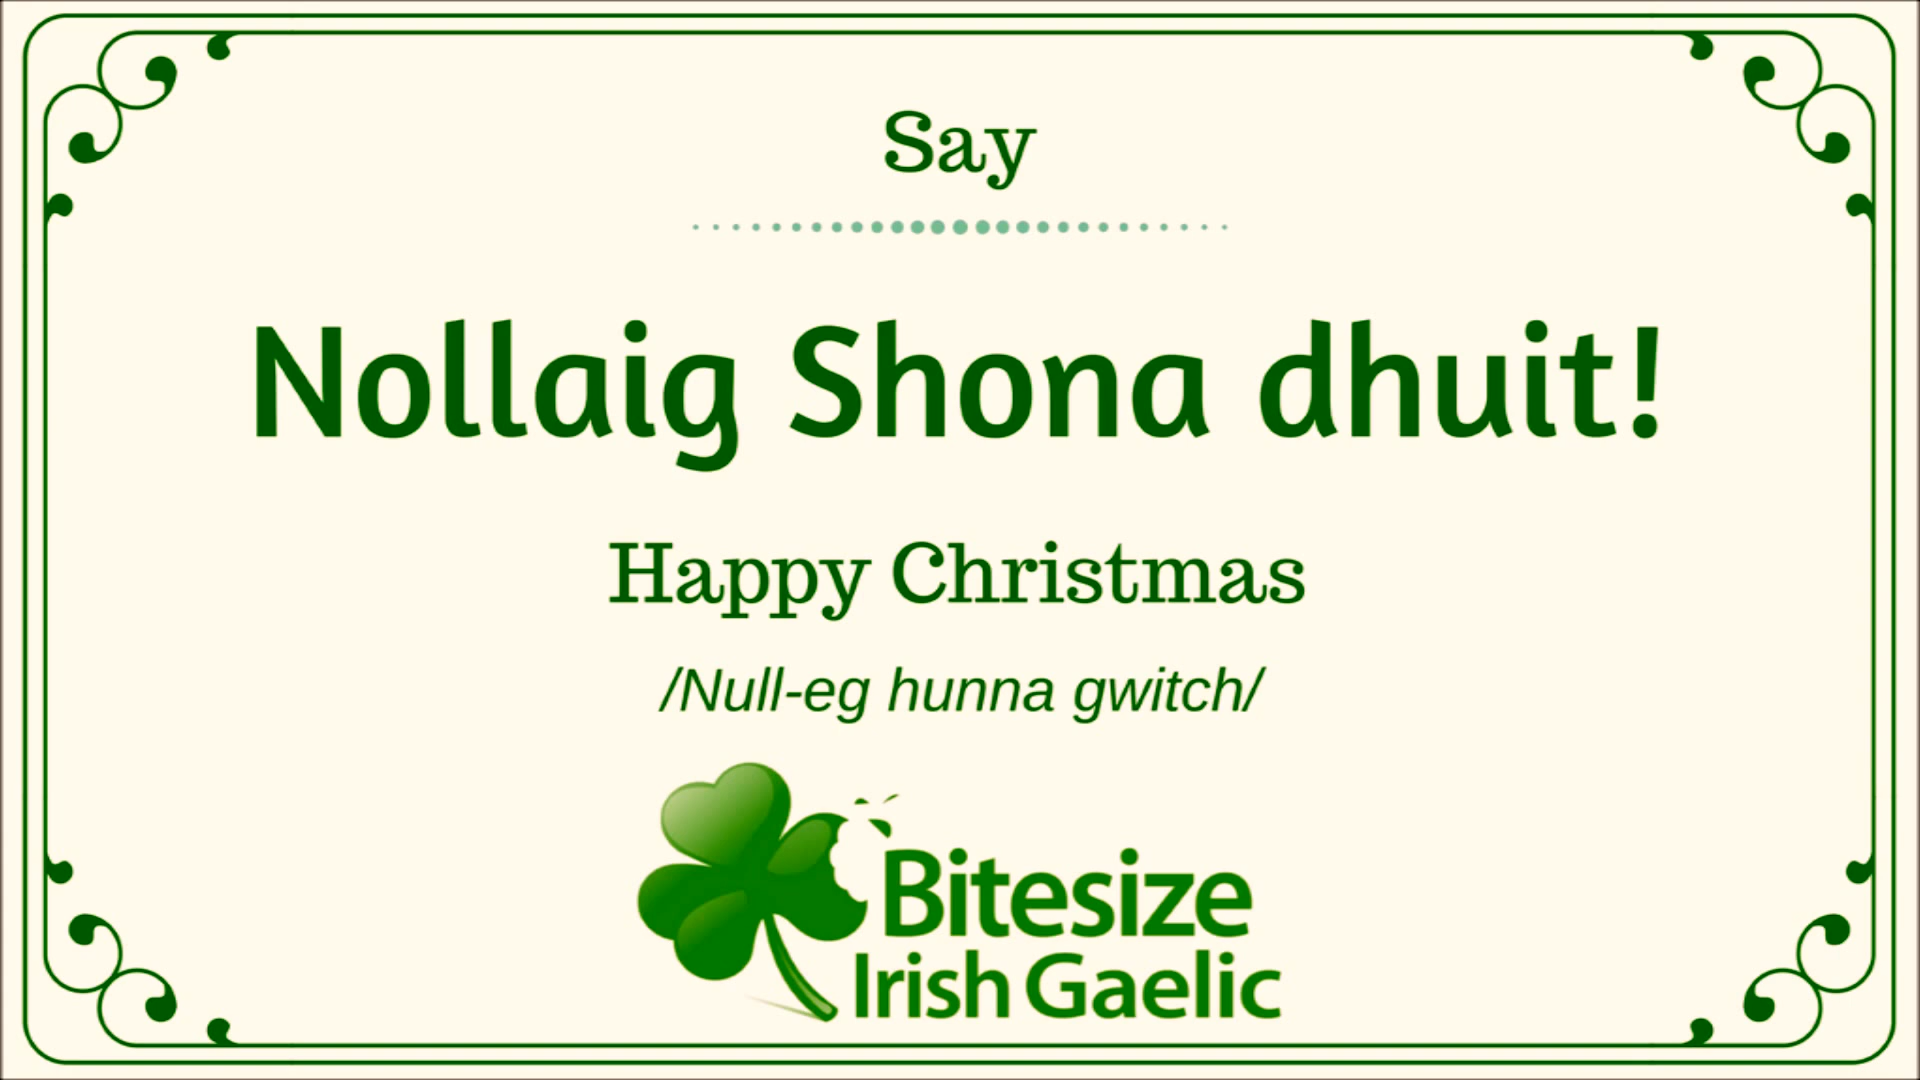 Say
Nollaig Shona dhuit!
Happy Christmas
/Null-eg hunna gwitch/
Bitesize
Irish Gaelic